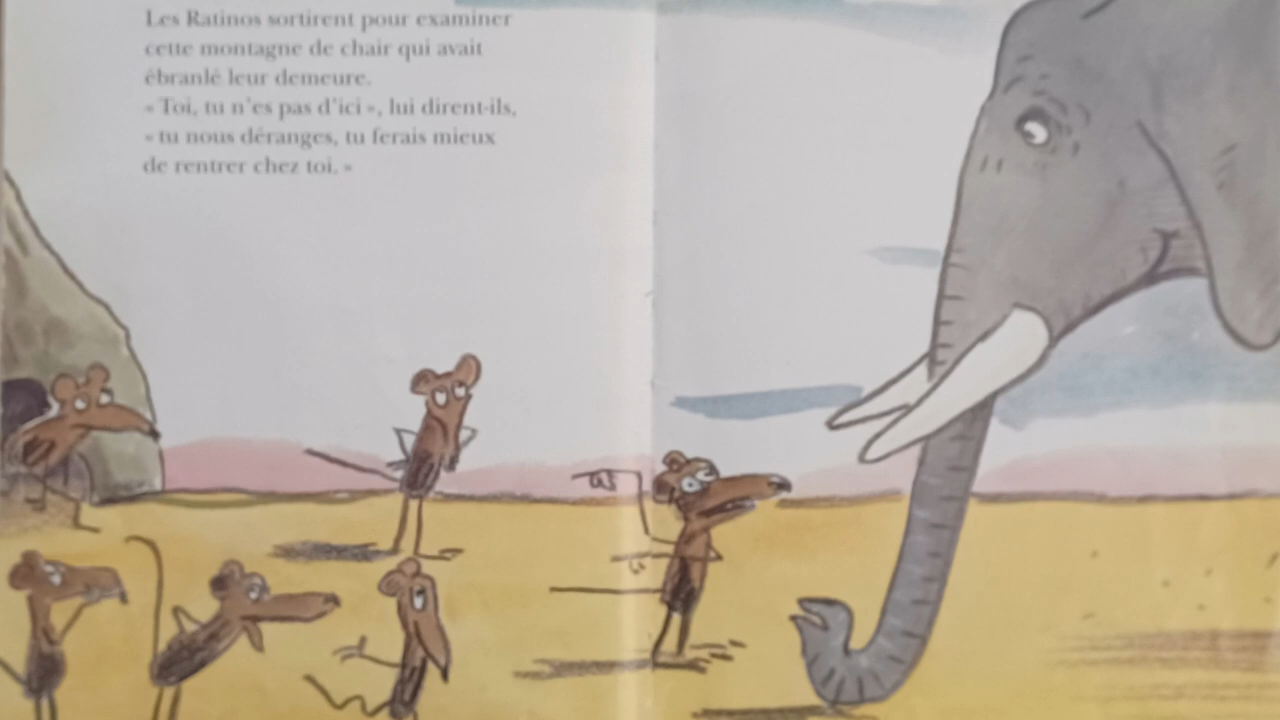 Les Ratinos sortirent pour examiner
cette montagne de chair qui avait
ébranlé leur demeure.
« Toi, tu n'es pas d'ici », lui dirent-ils,
« tu nous déranges, tu ferais mieux
de rentrer chez toi. »